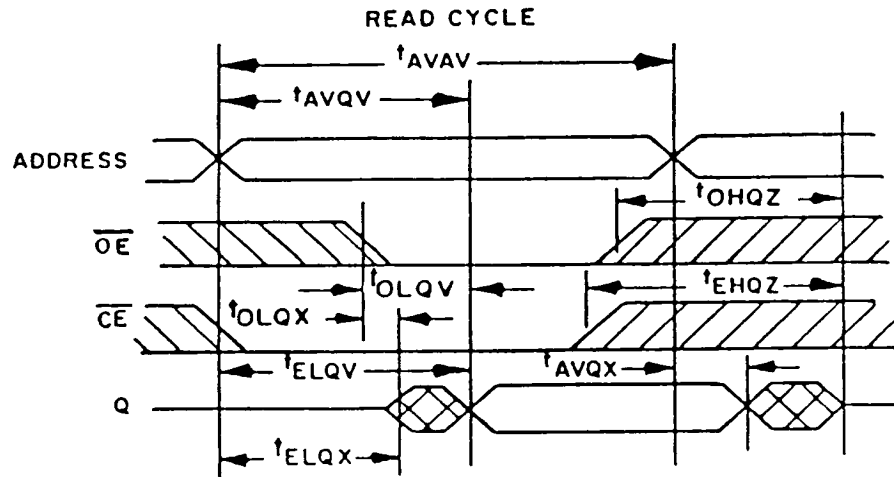 READ CYCLE
tAVAV
tAVQV
ADDRESS
tOHQZ
OE
tEHQZ
tOLQV
CE
tOLQX
tELQV
tAVQX
Q
tELQX